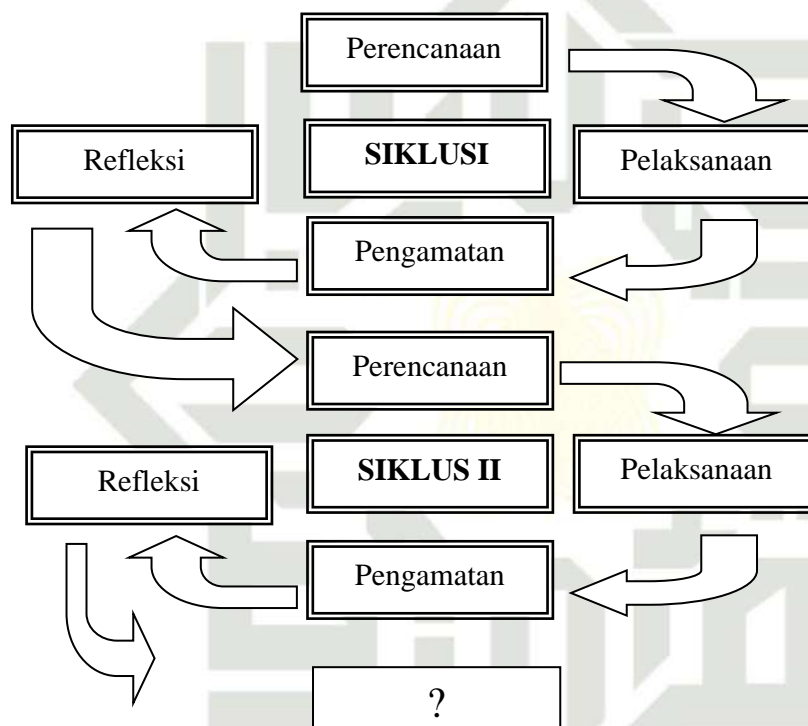 Perencanaan
Refleksi
SIKLUSI
Pelaksanaan
Pengamatan
Perencanaan
Refleksi
SIKLUS II
Pelaksanaan
Pengamatan
?